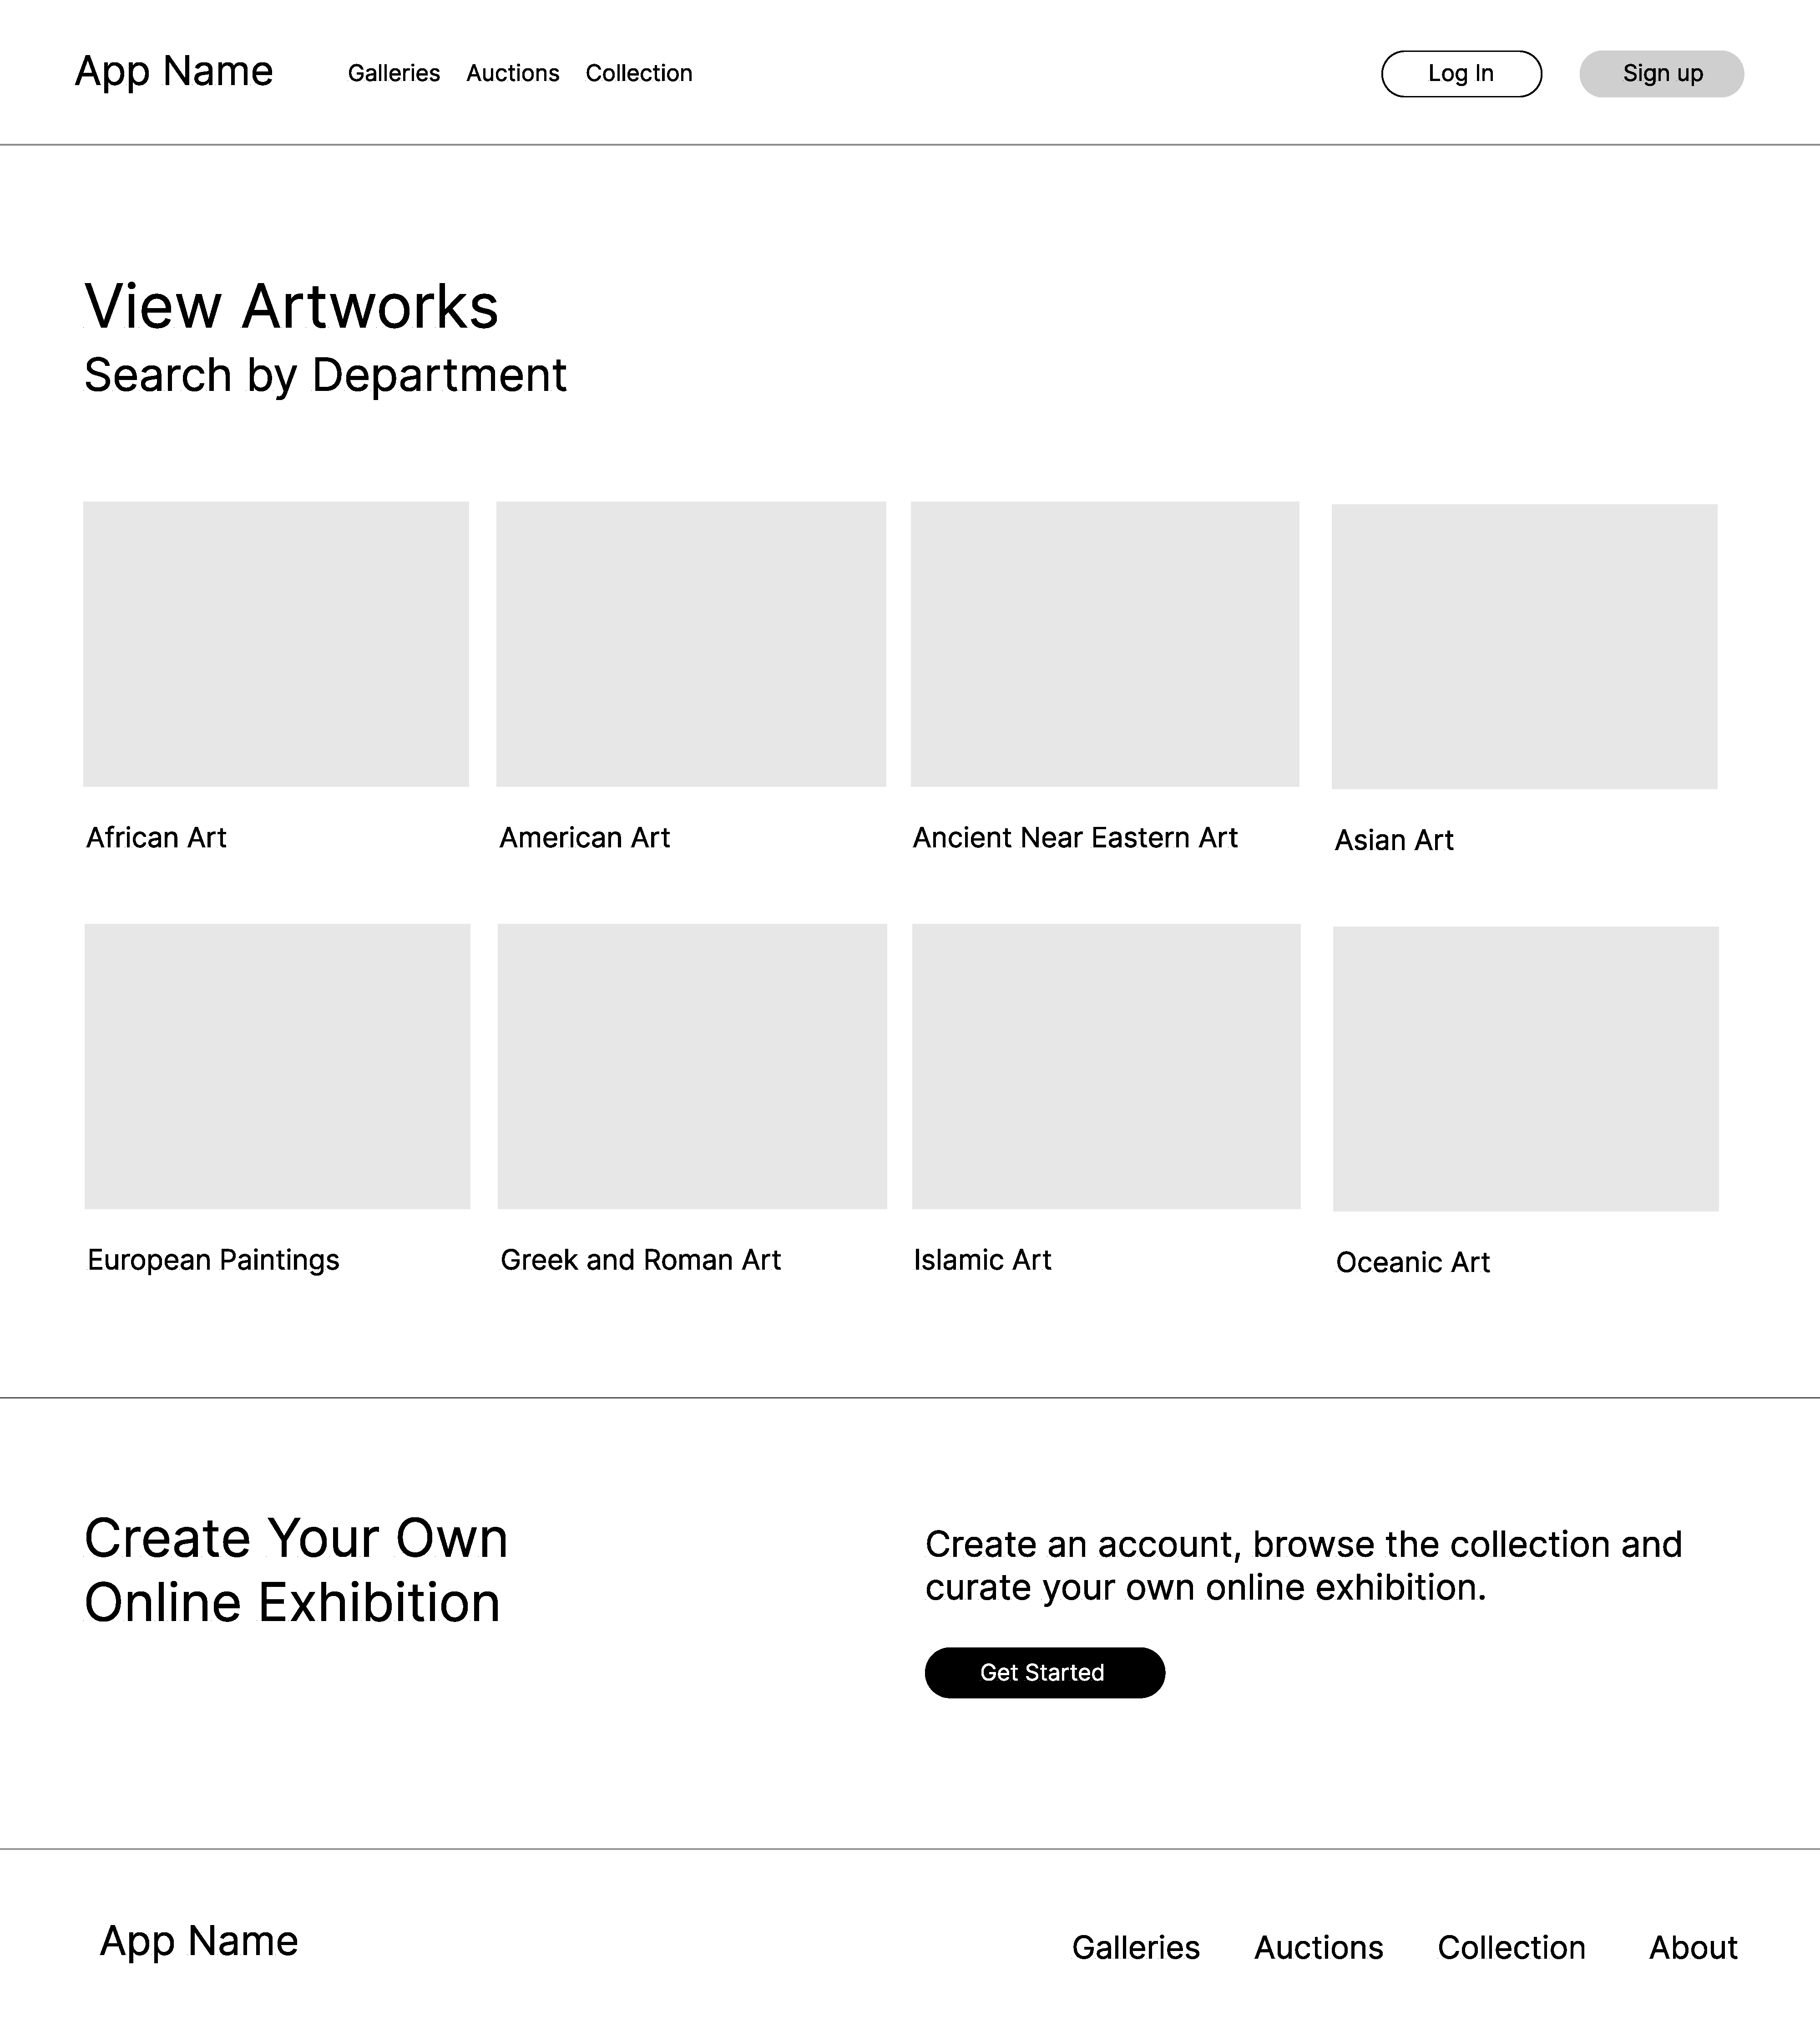 App Name Galleries Auctions Collection Log In Sign up
View Artworks
Search by Department
African Art American Art Ancient Near Eastern Art Asian Art
European Paintings Greek and Roman Art Islamic Art Oceanic Art
Create Your Own
Online Exhibition
Create an account, browse the collection and
curate your own online exhibition.
Get Started
App Name Galleries Auctions Collection About